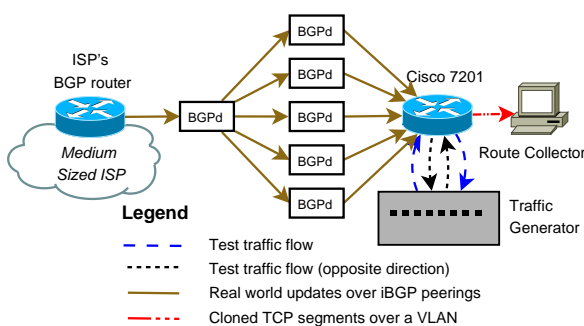 ISP's
BGP router
Medium
Sized ISP
BGPd
BGPd
BGPd
BGPd
BGPd
BGPd
Cisco 7201
Route Collector
Traffic
Generator
Legend
Test traffic flow
Test traffic flow (opposite direction)
Real world updates over iBGP peerings
Cloned TCP segments over a VLAN